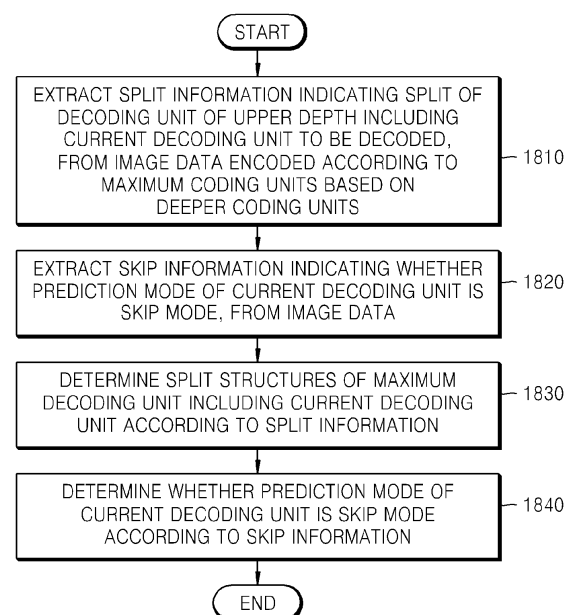 START
EXTRACT SPLIT INFORMATION INDICATING SPLIT OF
DECODING UNIT OF UPPER DEPTH INCLUDING
CURRENT DECODING UNIT TO BE DECODED,
FROM IMAGE DATA ENCODED ACCORDING TO
MAXIMUM CODING UNITS BASED ON
DEEPER CODING UNITS
1810
EXTRACT SKIP INFORMATION INDICATING WHETHER
PREDICTION MODE OF CURRENT DECODING UNIT IS
SKIP MODE, FROM IMAGE DATA
1820
DETERMINE SPLIT STRUCTURES OF MAXIMUM
DECODING UNIT INCLUDING CURRENT DECODING
UNIT ACCORDING TO SPLIT INFORMATION
1830
DETERMINE WHETHER PREDICTION MODE OF
CURRENT DECODING UNIT IS SKIP MODE
ACCORDING TO SKIP INFORMATION
1840
END